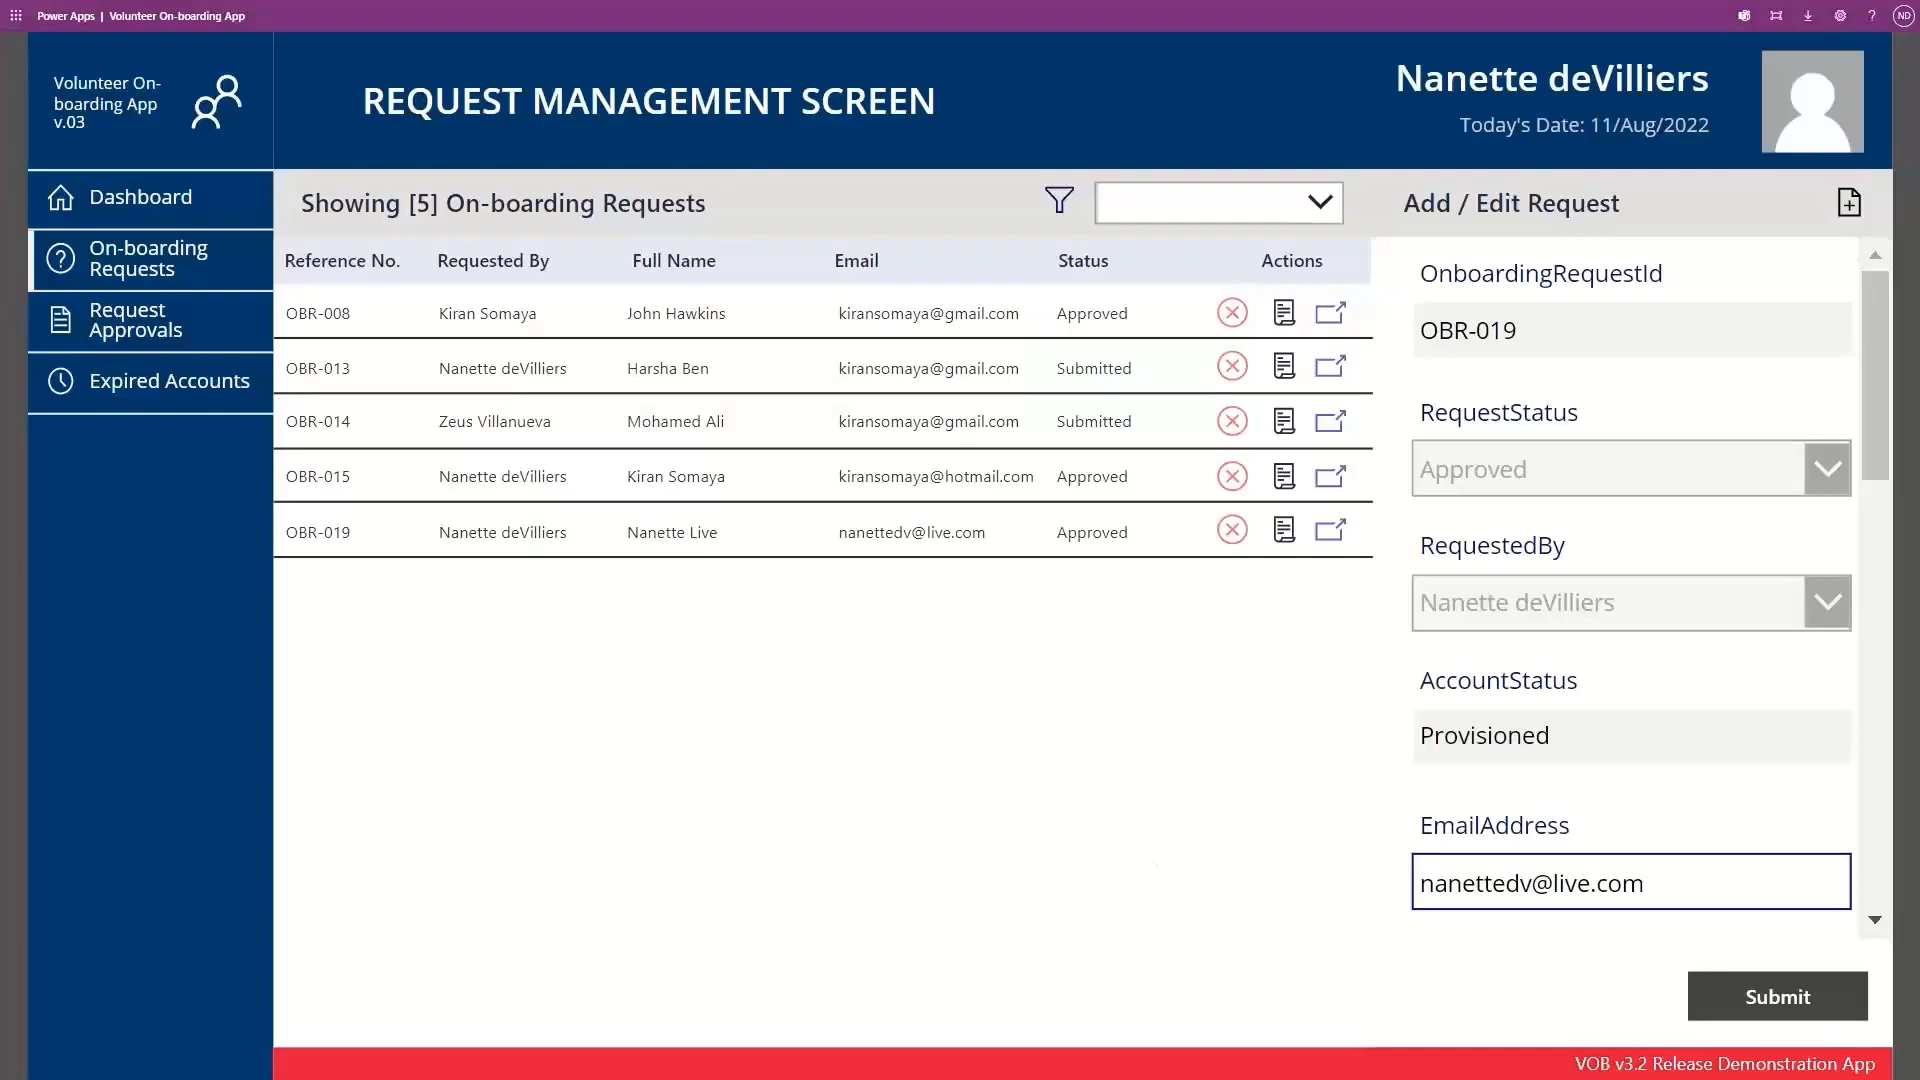 Power Apps | Volunteer On-boarding App
ND
Volunteer On-
boarding App
v.03
REQUEST MANAGEMENT SCREEN
Nanette deVilliers
Today's Date: 11/Aug/2022
Dashboard
On-boarding
Requests
Request
Approvals
Expired Accounts
Showing [5] On-boarding Requests
Reference No. Requested By Full Name Email Status Actions
OBR-008 Kiran Somaya John Hawkins kiransomaya@gmail.com Approved
OBR-013 Nanette deVilliers Harsha Ben kiransomaya@gmail.com Submitted
OBR-014 Zeus Villanueva Mohamed Ali kiransomaya@gmail.com Submitted
OBR-015 Nanette deVilliers Kiran Somaya kiransomaya@hotmail.com Approved
OBR-019 Nanette deVilliers Nanette Live nanettedv@live.com Approved
Add / Edit Request
OnboardingRequestId
OBR-019
RequestStatus
Approved
RequestedBy
Nanette deVilliers
AccountStatus
Provisioned
EmailAddress
nanettedv@live.com
Submit
VOB v3.2 Release Demonstration App